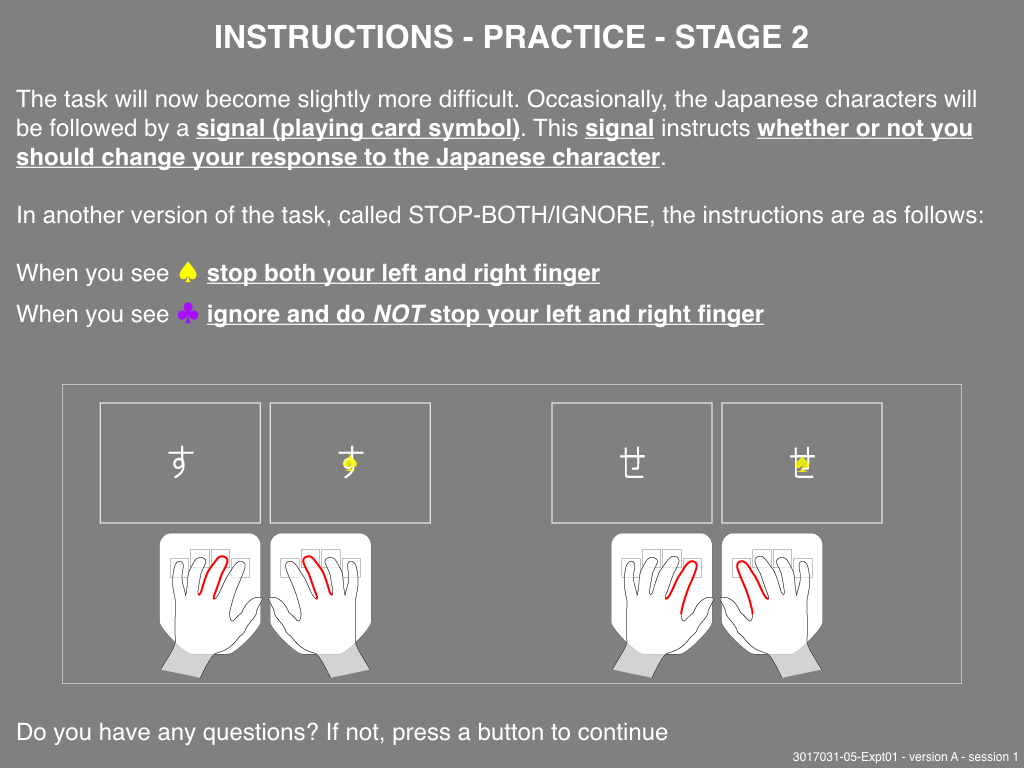 INSTRUCTIONS - PRACTICE - STAGE 2
The task will now become slightly more difficult. Occasionally, the Japanese characters will
be followed by a signal (playing card symbol). This signal instructs whether or not you
should change your response to the Japanese character.
In another version of the task, called STOP-BOTH/IGNORE, the instructions are as follows:
When you see ♠ stop both your left and right finger
When you see ♣ ignore and do NOT stop your left and right finger
す す せ せ
Do you have any questions? If not, press a button to continue
3017031-05-Expt01 - version A - session 1